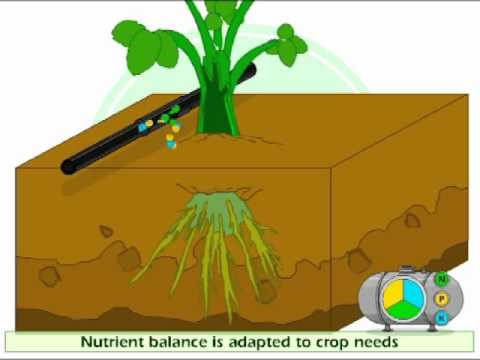 N
P
K
Nutrient balance is adapted to crop needs